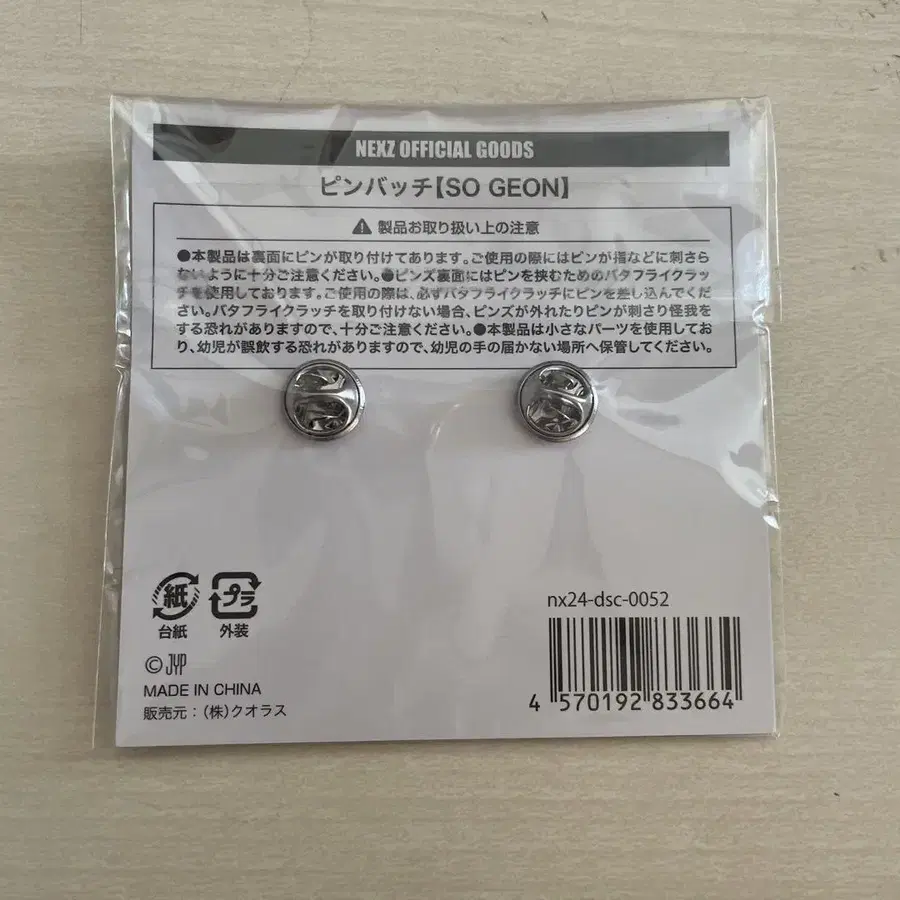 NEXZ OFFICIAL GOODS
ピンバッチ【SO GEON】
⚠ 製品お取り扱い上の注意
●本製品は裏面にピンが取り付けてあります。ご使用の際にはピンが指などに刺さら
ないように十分ご注意ください。●ピンズ裏面にはピンを挟むためのバタフライクラッ
チを使用しております。ご使用の際は、必ずバタフライクラッチにピンを差し込んでくだ
さい。バタフライクラッチを取り付けない場合、ピンズが外れたりピンが刺さり怪我を
する恐れがありますので、十分ご注意ください。●本製品は小さなパーツを使用してお
り、幼児が誤飲する恐れがありますので、幼児の手の届かない場所へ保管してください。
紙 プラ
台紙 外装
© JYP
MADE IN CHINA
販売元：（株）クオラス
nx24-dsc-0052
4 570192 833664